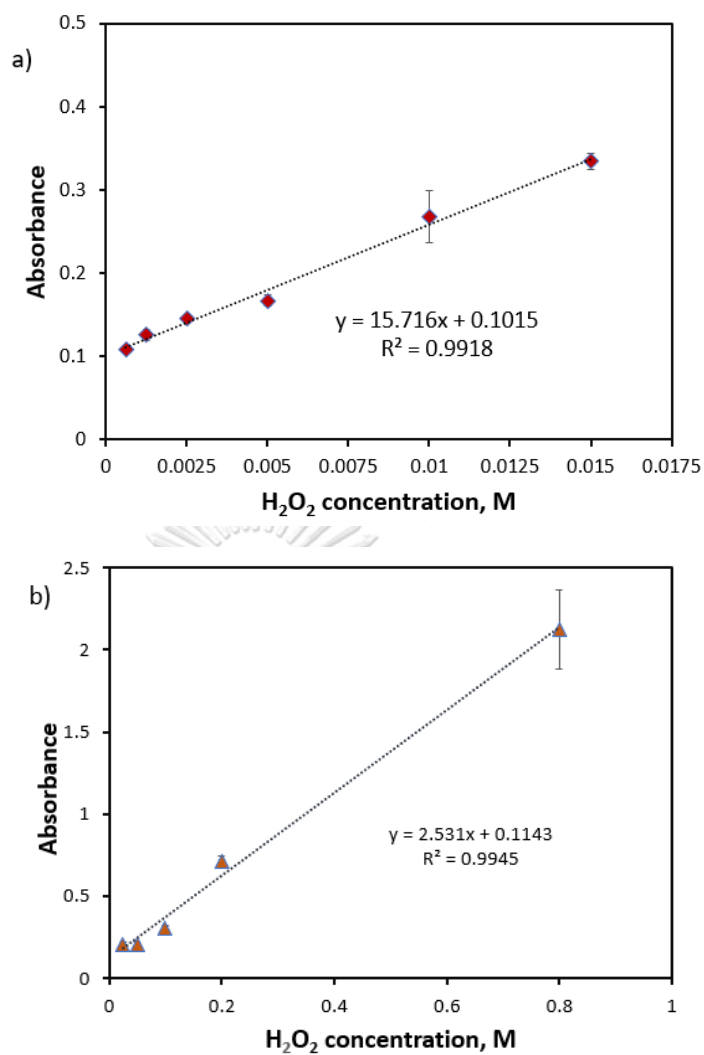 a)
0.5
0.4
0.3
0.2
0.1
0
Absorbance
y = 15.716x + 0.1015
R² = 0.9918
0 0.0025 0.005 0.0075 0.01 0.0125 0.015 0.0175
H₂O₂ concentration, M
b)
2.5
2
1.5
1
0.5
0
Absorbance
y = 2.531x + 0.1143
R² = 0.9945
0 0.2 0.4 0.6 0.8 1
H₂O₂ concentration, M